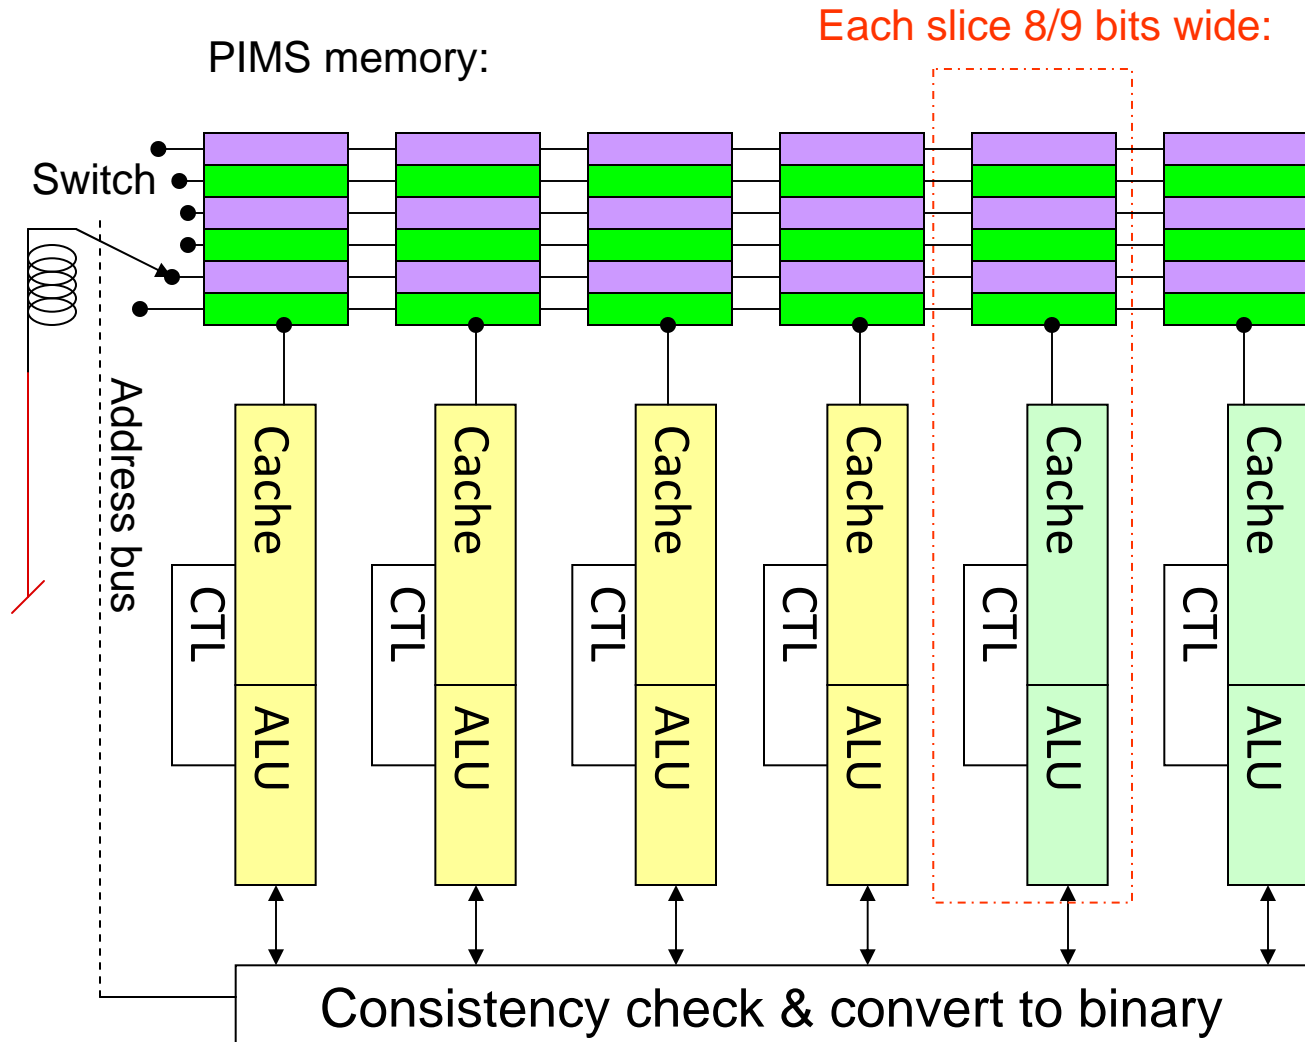 Each slice 8/9 bits wide:
PIMS memory:
Switch
Address bus
Cache
Cache
Cache
Cache
Cache
Cache
CTL
CTL
CTL
CTL
CTL
CTL
ALU
ALU
ALU
ALU
ALU
ALU
Consistency check & convert to binary